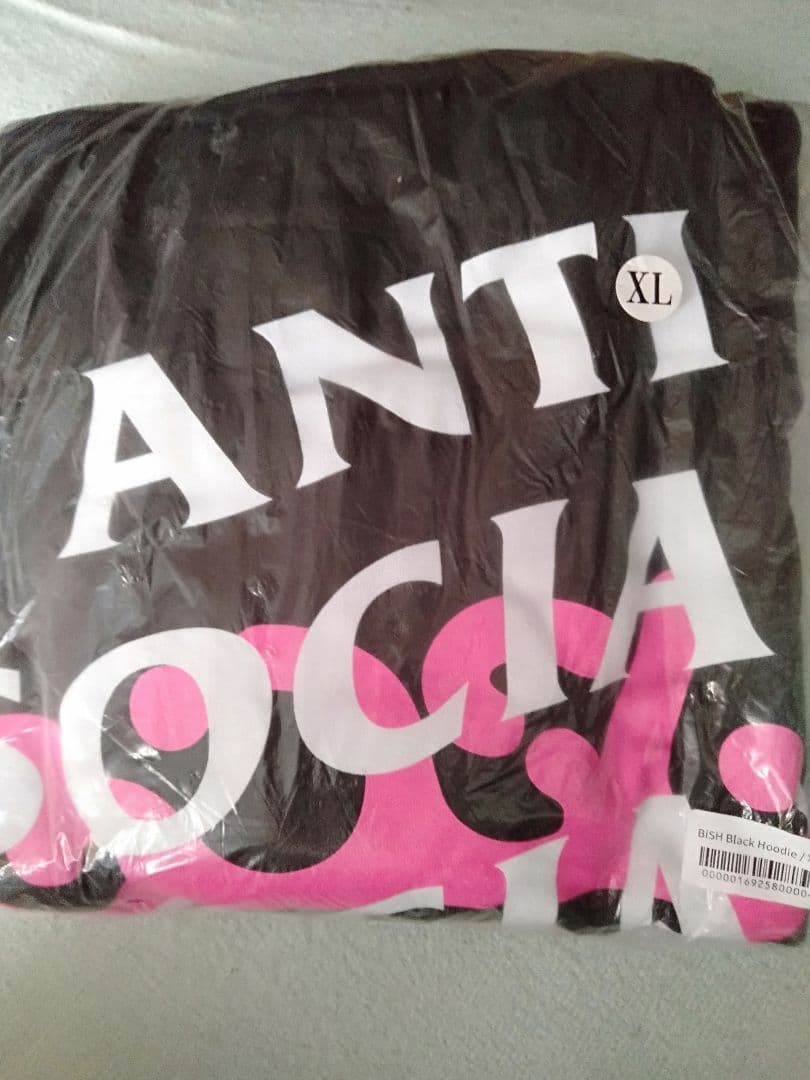 ANTI
XL
SOCIA
BiSH Black Hoodie /